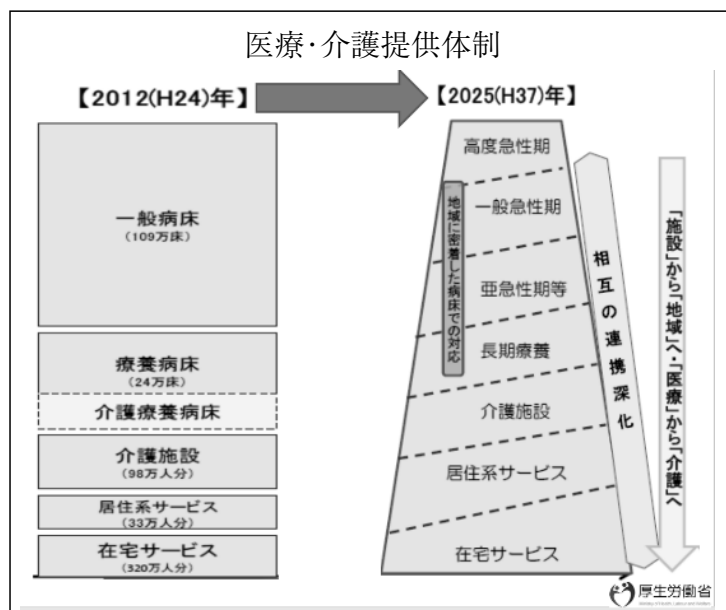 医療・介護提供体制
【2012(H24)年】
【2025(H37)年】
一般病床
(109万床)
療養病床
(24万床)
介護療養病床
介護施設
(98万人分)
居住系サービス
(33万人分)
在宅サービス
(320万人分)
高度急性期
一般急性期
亜急性期等
長期療養
介護施設
居住系サービス
在宅サービス
地域に密着した病床での対応
相互の連携深化
「施設」から「地域」へ・「医療」から「介護」へ
厚生労働省